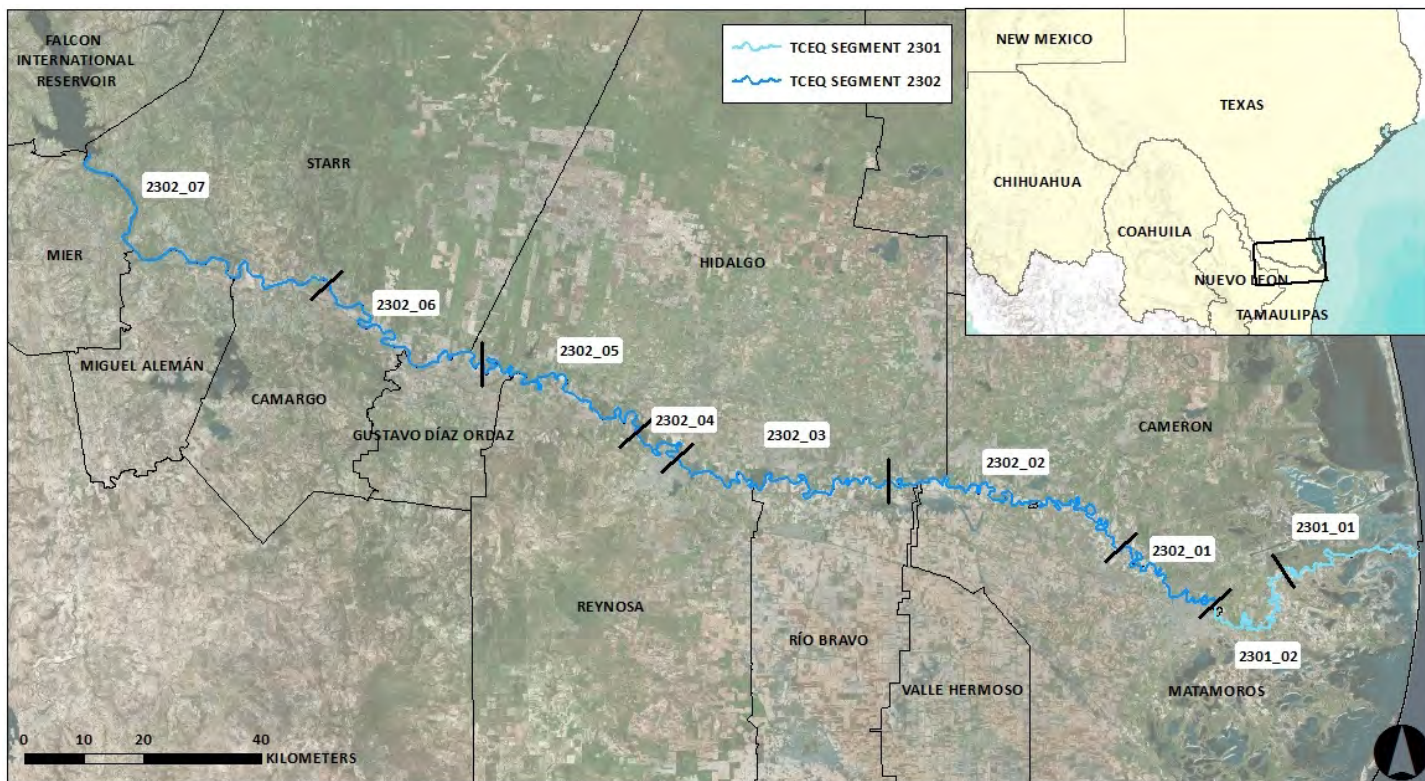 FALCON
INTERNATIONAL
RESERVOIR
TCEQ SEGMENT 2301
TCEQ SEGMENT 2302
NEW MEXICO
TEXAS
CHIHUAHUA
COAHUILA
NUEVO LEON
TAMAULIPAS
STARR
2302_07
MIER
HIDALGO
2302_06
2302_05
MIGUEL ALEMÁN
CAMARGO
GUSTAVO DÍAZ ORDAZ
2302_04
2302_03
CAMERON
2302_02
2301_01
2302_01
REYNOSA
RÍO BRAVO
2301_02
VALLE HERMOSO
MATAMOROS
0 10 20 40
KILOMETERS